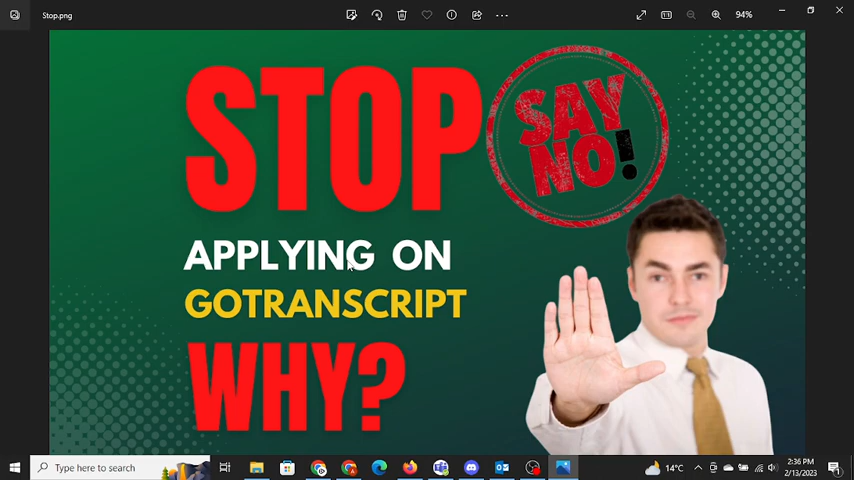 Stop.png
94%
STOP
SAY
NO!
APPLYING ON
GOTRANSCRIPT
WHY?
Type here to search
14°C
2:36 PM
2/13/2023